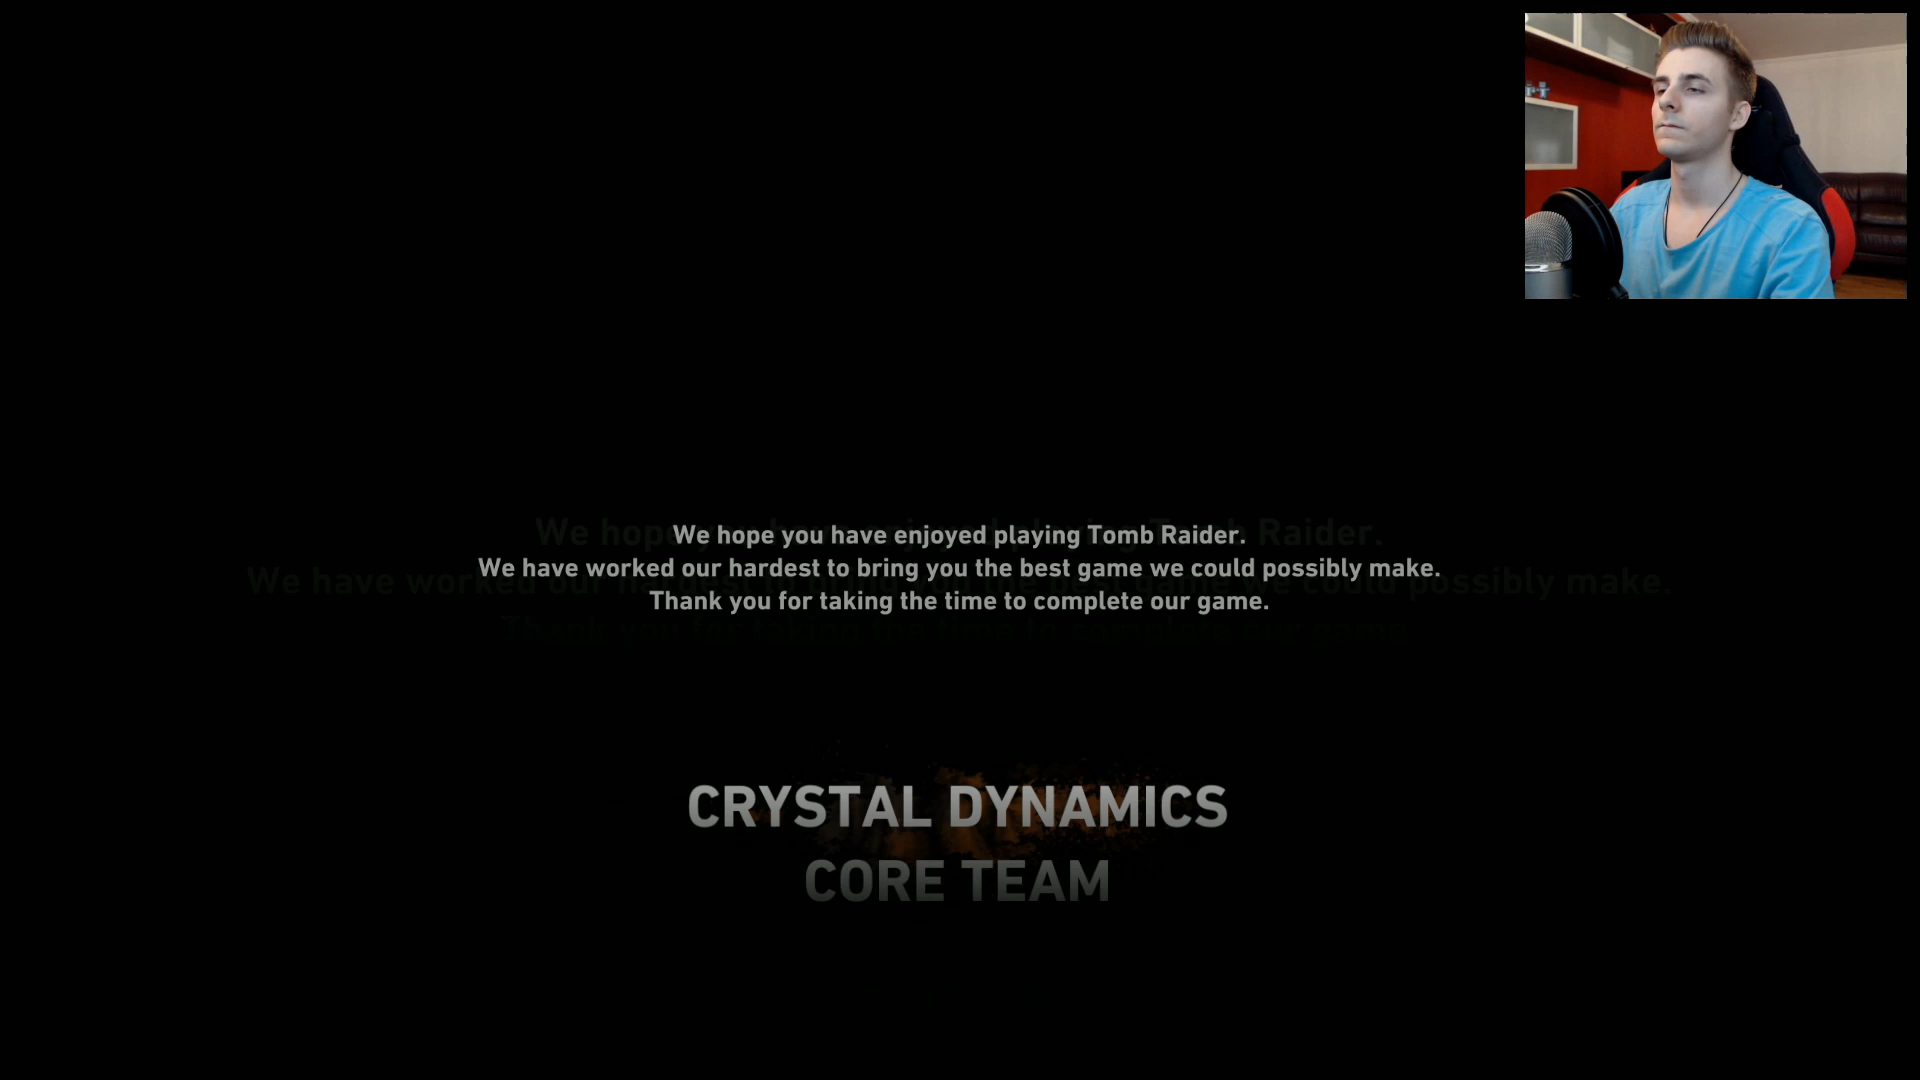 We hope you have enjoyed playing Tomb Raider.
We have worked our hardest to bring you the best game we could possibly make.
Thank you for taking the time to complete our game.
CRYSTAL DYNAMICS
CORE TEAM